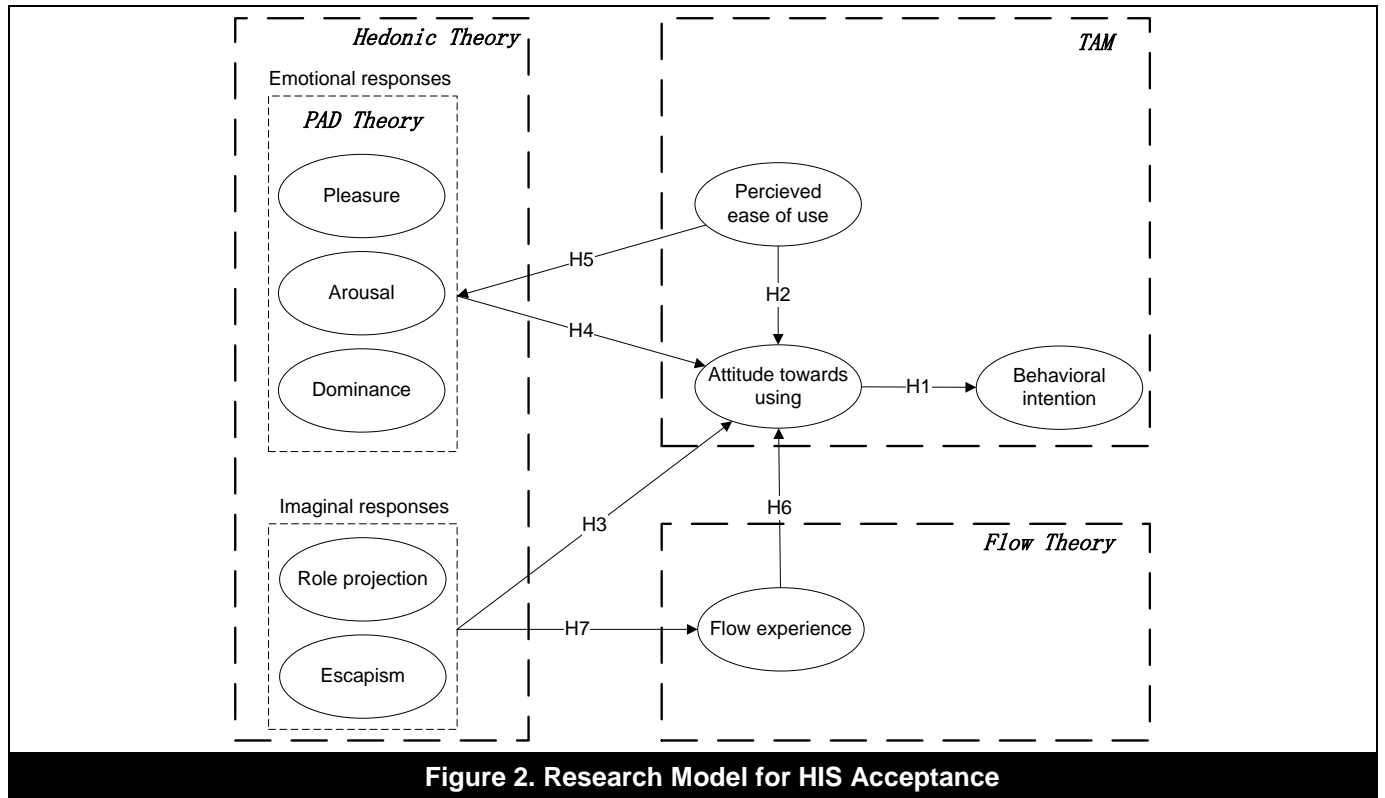 Hedonic Theory
Emotional responses
PAD Theory
Pleasure
Arousal
Dominance
Imaginal responses
Role projection
Escapism
TAM
Percieved
ease of use
H5
H2
H4
Attitude towards
using
H1
Behavioral
intention
H3
H6
Flow Theory
H7
Flow experience
Figure 2. Research Model for HIS Acceptance